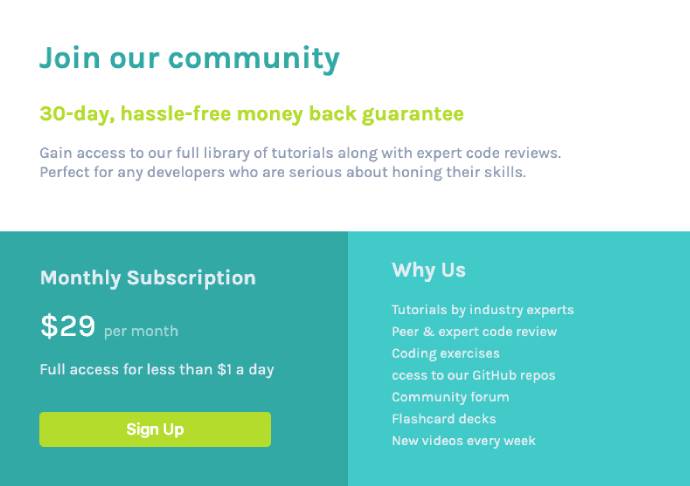 Join our community
30-day, hassle-free money back guarantee
Gain access to our full library of tutorials along with expert code reviews.
Perfect for any developers who are serious about honing their skills.
Monthly Subscription
$29 per month
Full access for less than $1 a day
Sign Up
Why Us
Tutorials by industry experts
Peer & expert code review
Coding exercises
ccess to our GitHub repos
Community forum
Flashcard decks
New videos every week